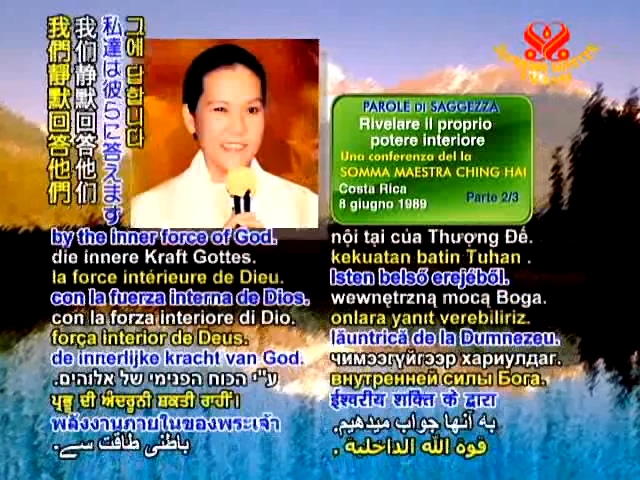 我們靜默回答他們
我们静默回答他们
私達は彼らに答えます
그에 답합니다
PAROLE DI SAGGEZZA
Rivelare il proprio
potere interiore
Una conferenza del la
SOMMA MAESTRA CHING HAI
Costa Rica
8 giugno 1989
Parte 2/3
by the inner force of God.
die innere Kraft Gottes.
la force intérieure de Dieu.
con la fuerza interna de Dios.
con la forza interiore di Dio.
força interior de Deus.
de innerlijke kracht van God.
ע"י הכוח הפנימי של אלוהים.
ਪ੍ਰਭੂ ਦੀ ਅੰਦਰੂਨੀ ਸ਼ਕਤੀ ਰਾਹੀਂ।
พลังงานภายในของพระเจ้า
باطنی طاقت سے.
nội tại của Thượng Đế.
kekuatan batin Tuhan .
Isten belső erejéből.
wewnętrzną mocą Boga.
onlara yanıt verebiliriz.
lăuntrică de la Dumnezeu.
чимээгүйгээр хариулдаг.
внутренней силы Бога.
ईश्वरीय शक्ति के द्वारा
به آنها جواب میدهیم.
قوة الله الداخلية .